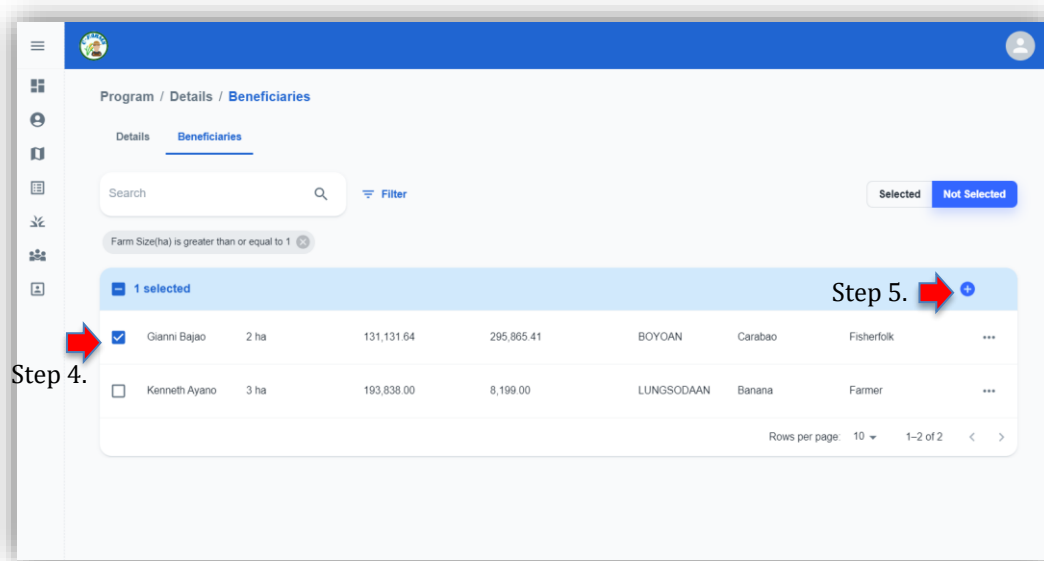 Program / Details / Beneficiaries
Details Beneficiaries
Search Filter Selected Not Selected
Farm Size(ha) is greater than or equal to 1
1 selected Step 5.
Gianni Bajao 2 ha 131,131.64 295,865.41 BOYOAN Carabao Fisherfolk
Step 4.
Kenneth Ayano 3 ha 193,838.00 8,199.00 LUNGSODAAN Banana Farmer
Rows per page: 10 1–2 of 2